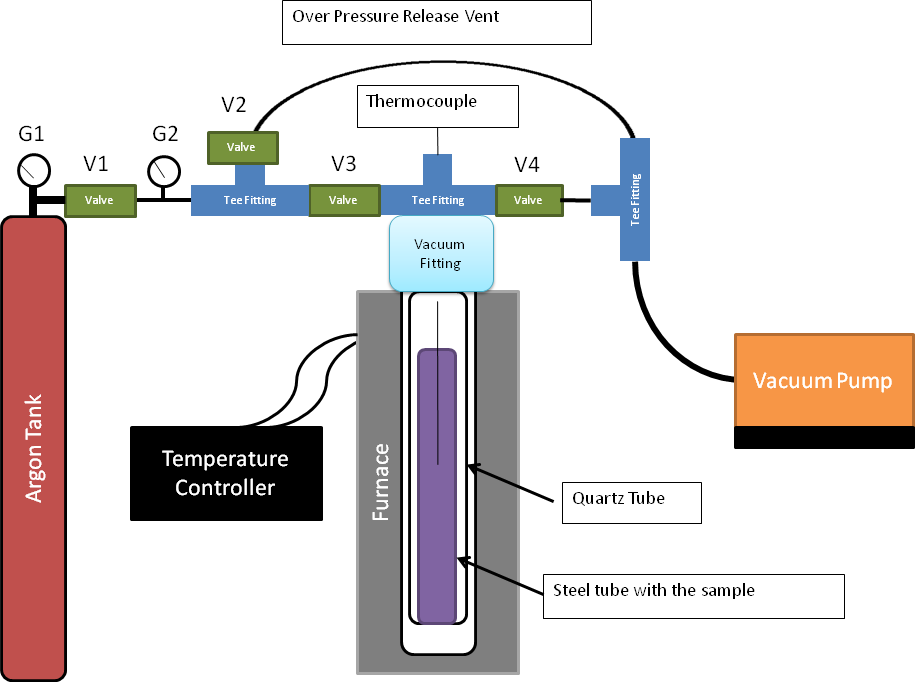 Over Pressure Release Vent
Thermocouple
V2
G1
V1
G2
V3
V4
Valve
Valve
Tee Fitting
Valve
Tee Fitting
Valve
Tee Fitting
Vacuum
Fitting
Vacuum Pump
Argon Tank
Temperature
Controller
Furnace
Quartz Tube
Steel tube with the sample